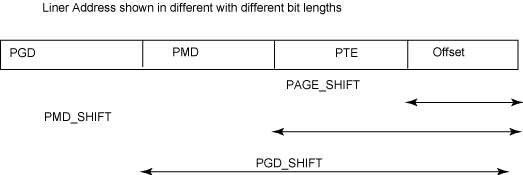 Liner Address shown in different with different bit lengths
PGD PMD PTE Offset
PAGE_SHIFT
PMD_SHIFT
PGD_SHIFT